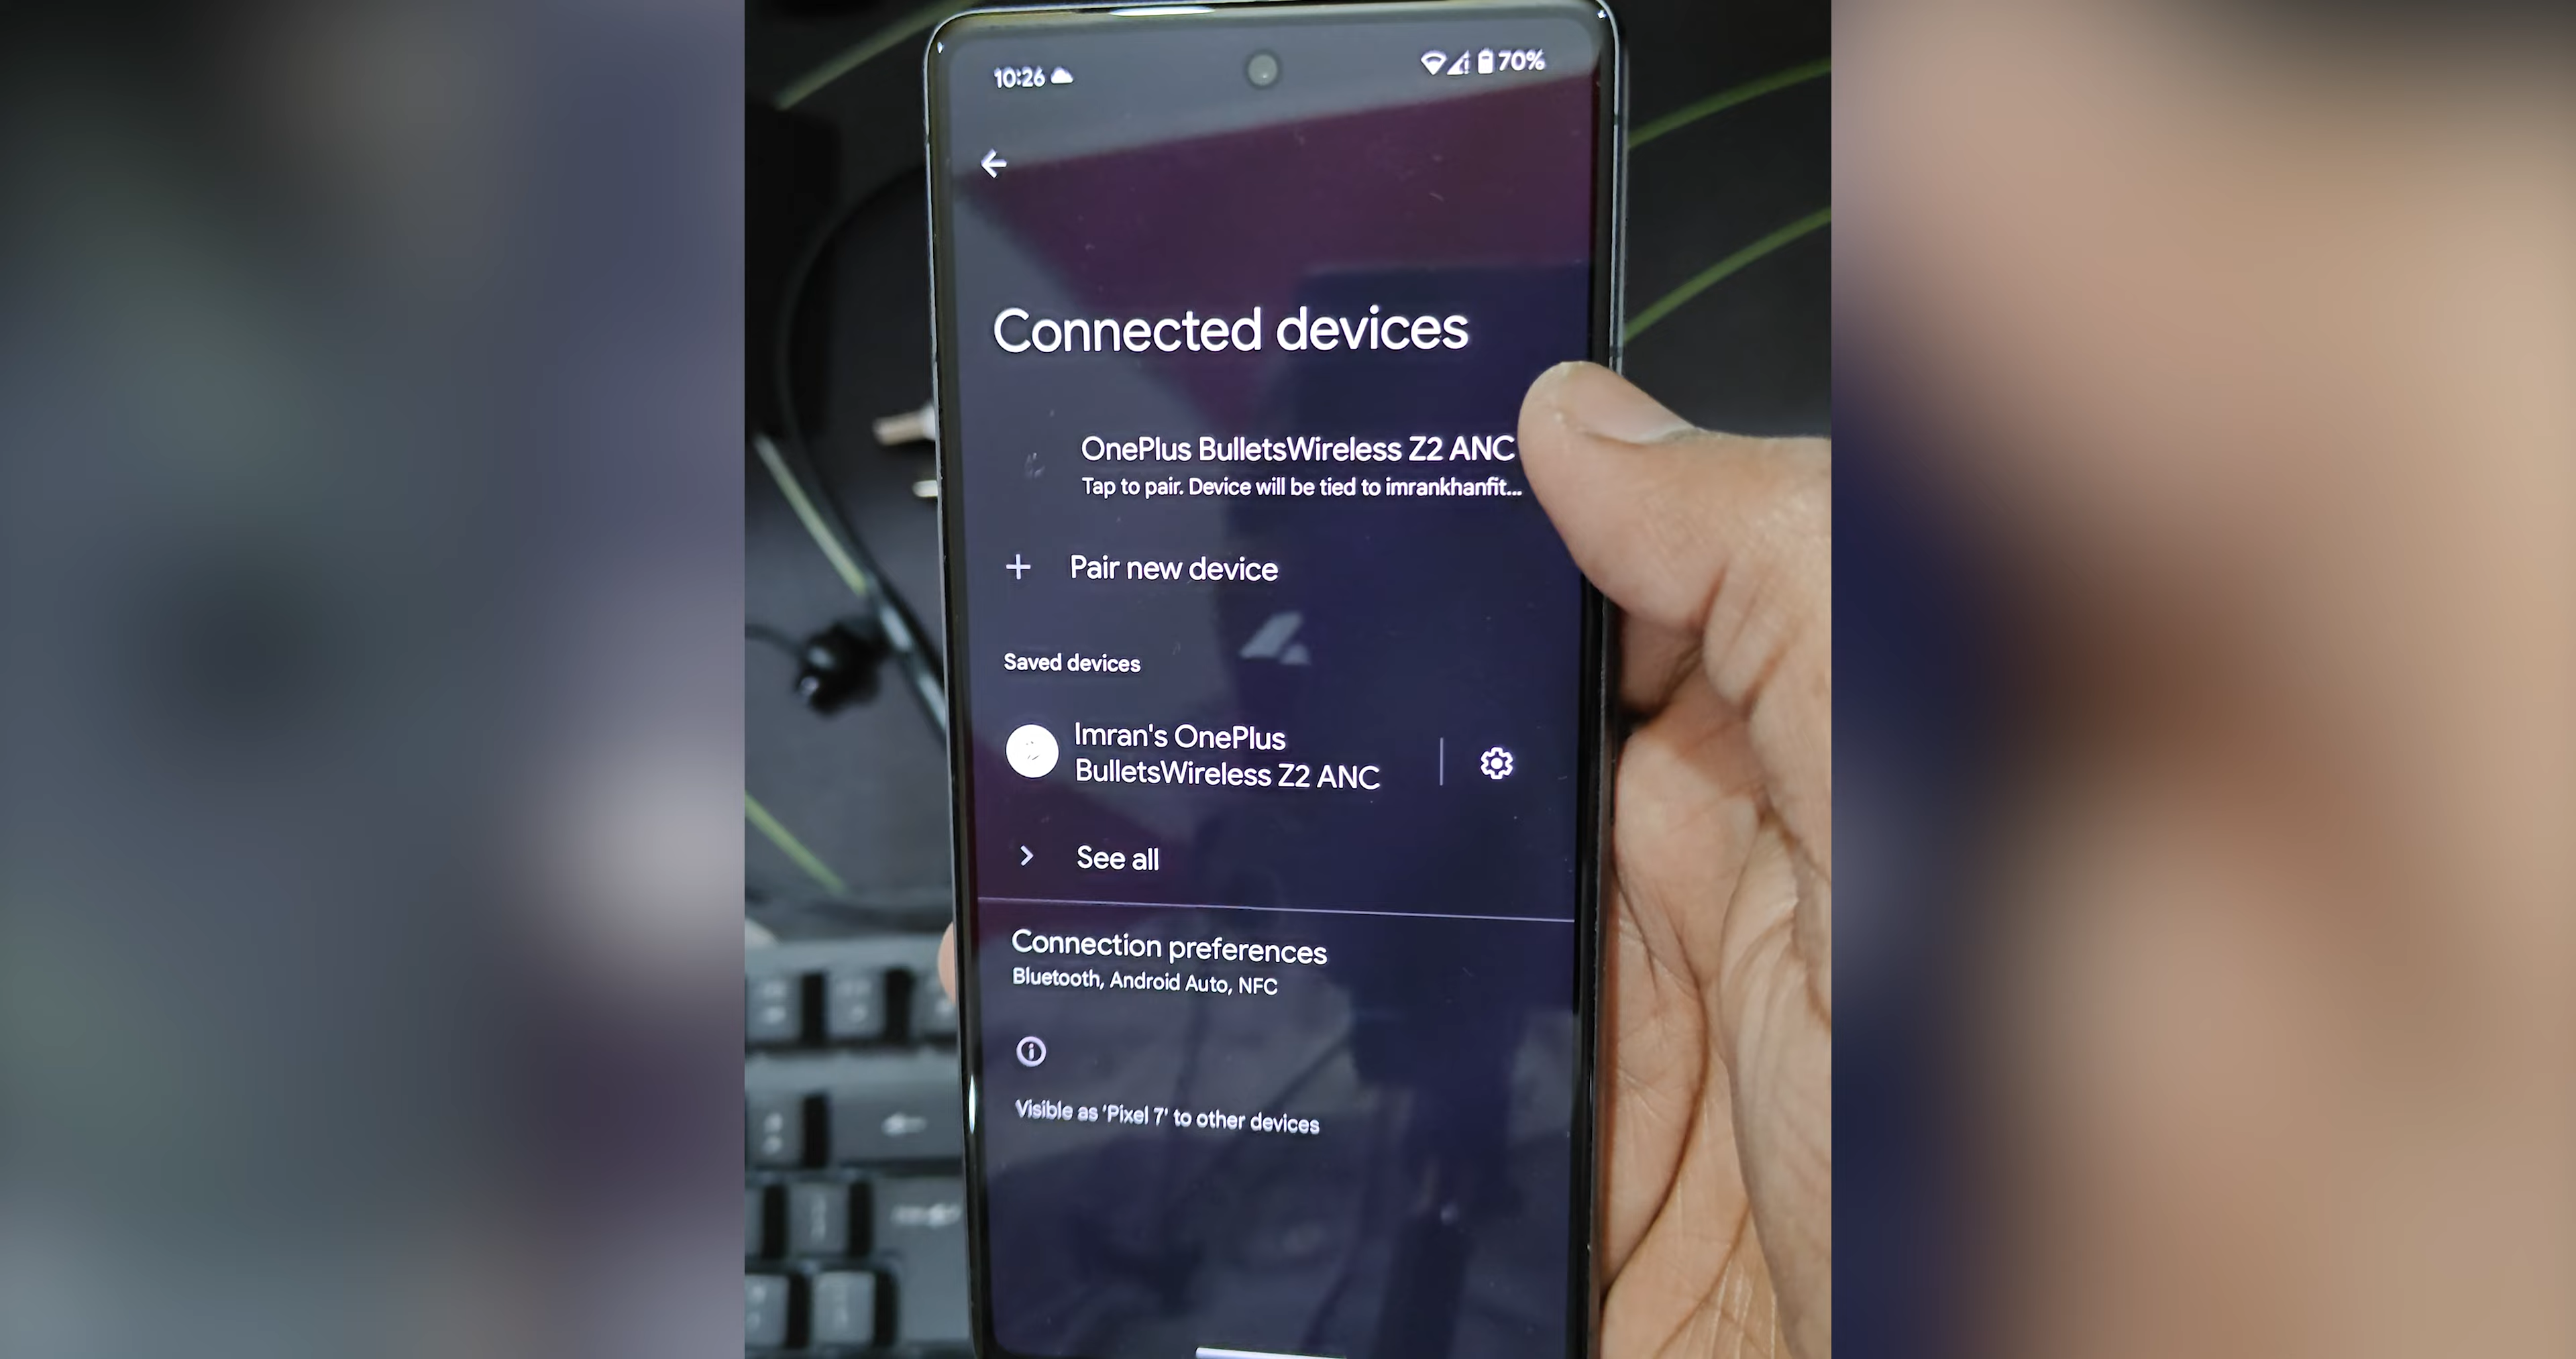 10:26
70%
Connected devices
OnePlus BulletsWireless Z2 ANC
Tap to pair. Device will be tied to imrankhanfit...
Pair new device
Saved devices
Imran's OnePlus
BulletsWireless Z2 ANC
See all
Connection preferences
Bluetooth, Android Auto, NFC
Visible as 'Pixel 7' to other devices